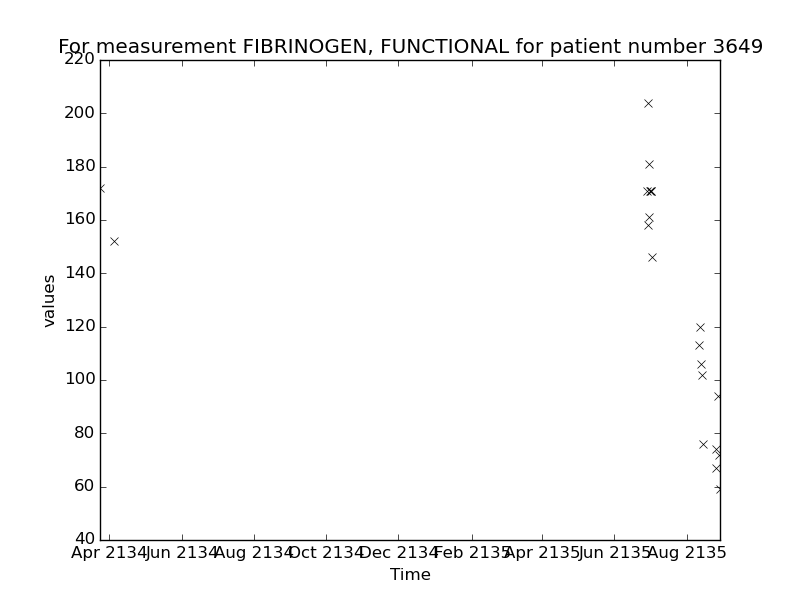 For measurement FIBRINOGEN, FUNCTIONAL for patient number 3649
220
200
180
160
140
120
100
80
60
40
values
Apr 2134 Jun 2134 Aug 2134 Oct 2134 Dec 2134 Feb 2135 Apr 2135 Jun 2135 Aug 2135
Time